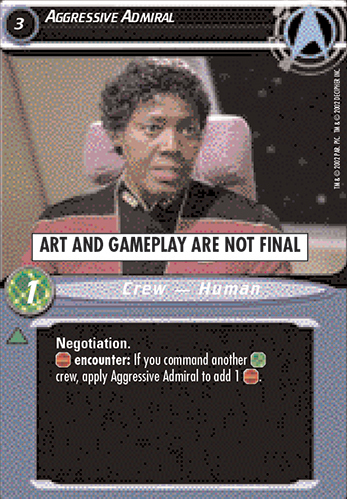 3
AGGRESSIVE ADMIRAL
TM & © 2002 PAR. PIC. TM & © 2002 DECIPHER INC.
ART AND GAMEPLAY ARE NOT FINAL
1
Crew — Human
Negotiation.
encounter: If you command another
crew, apply Aggressive Admiral to add 1 .